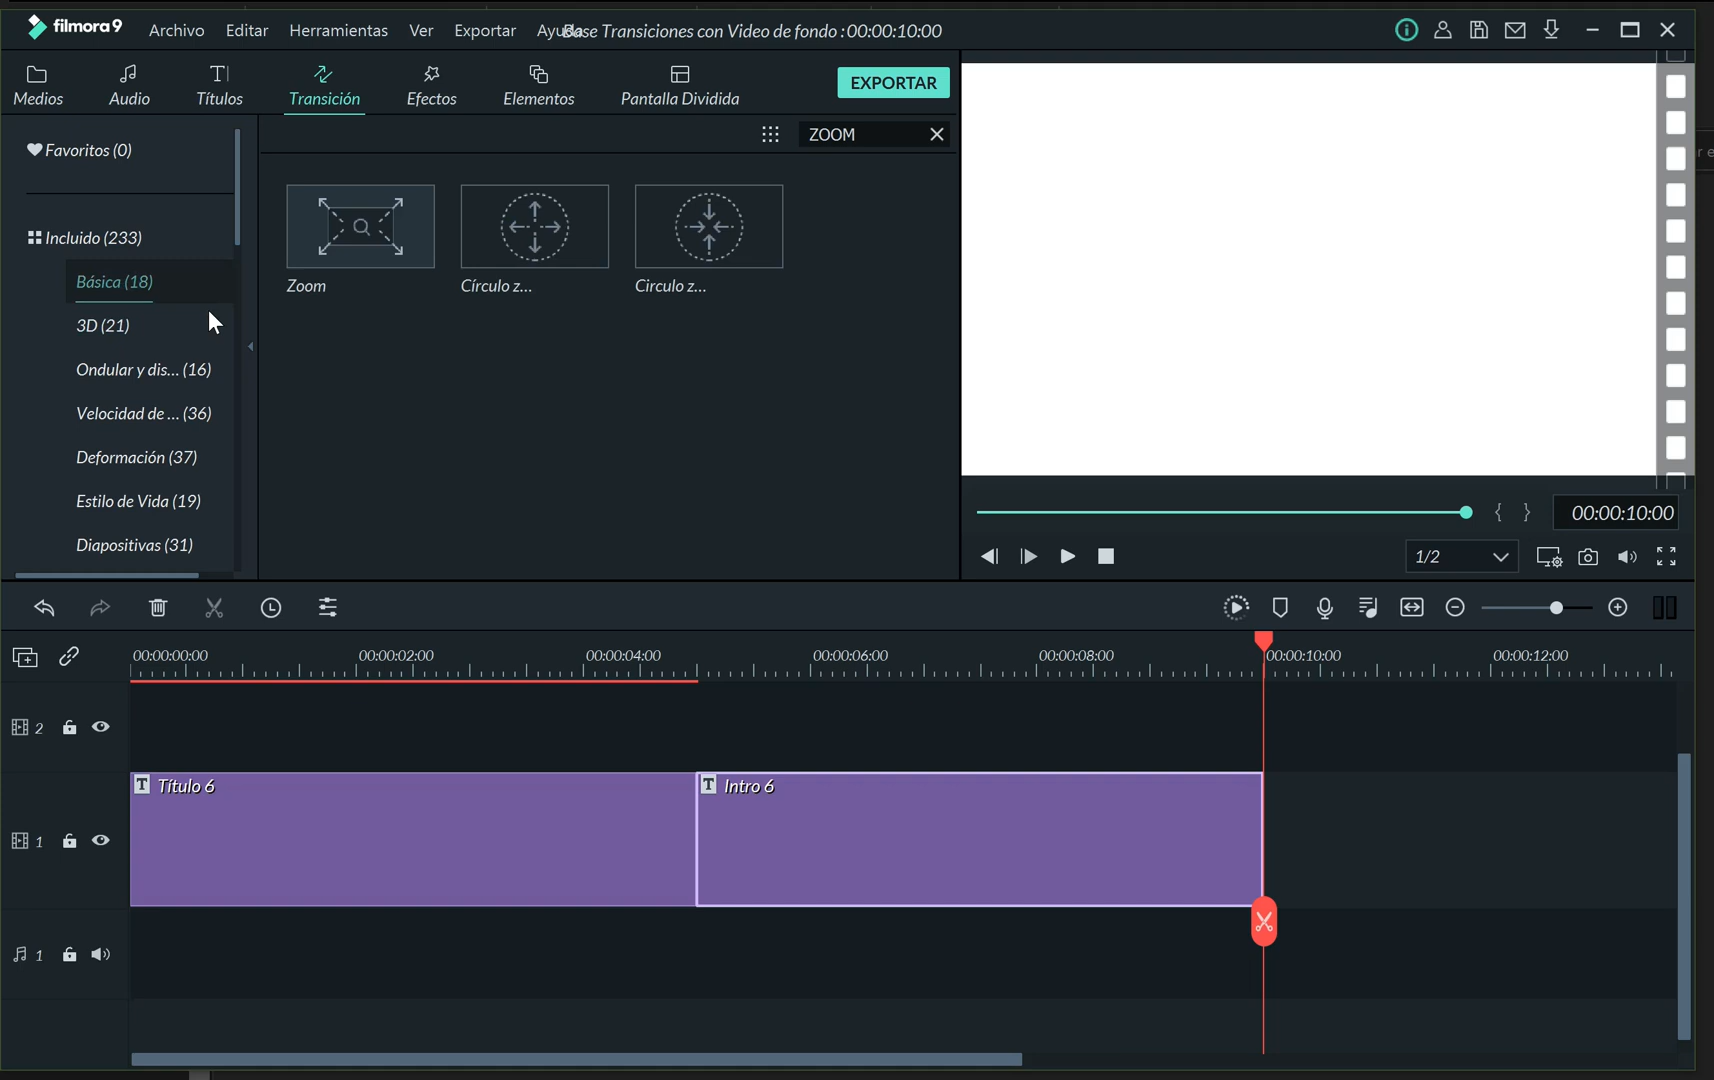 filmora9 Archivo Editar Herramientas Ver Exportar Base Transiciones con Video de fondo : 00:00:10:00
Medios Audio Títulos Transición Efectos Elementos Pantalla Dividida EXPORTAR
ZOOM
Favoritos (0)
Incluido (233)
Básica (18)
3D (21)
Ondular y dis... (16)
Velocidad de ... (36)
Deformación (37)
Estilo de Vida (19)
Diapositivas (31)
Zoom Círculo z... Circulo z...
{ } 00:00:10:00
1/2
00:00:00:00 00:00:02:00 00:00:04:00 00:00:06:00 00:00:08:00 00:00:10:00 00:00:12:00
2
T Título 6 T Intro 6
1
1